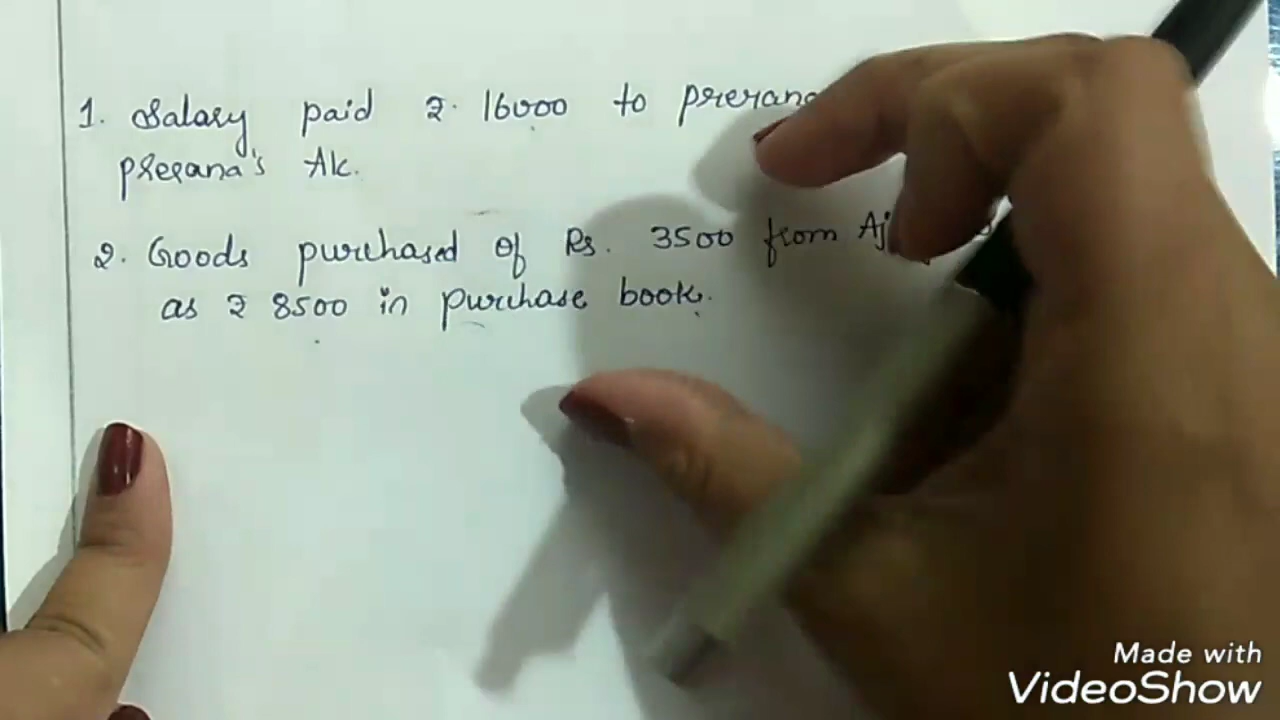 1. Salary paid ₹. 16000 to prerana
prerana's A/c.
2. Goods purchased of Rs. 3500 from
as ₹ 8500 in purchase book.
Made with
VideoShow